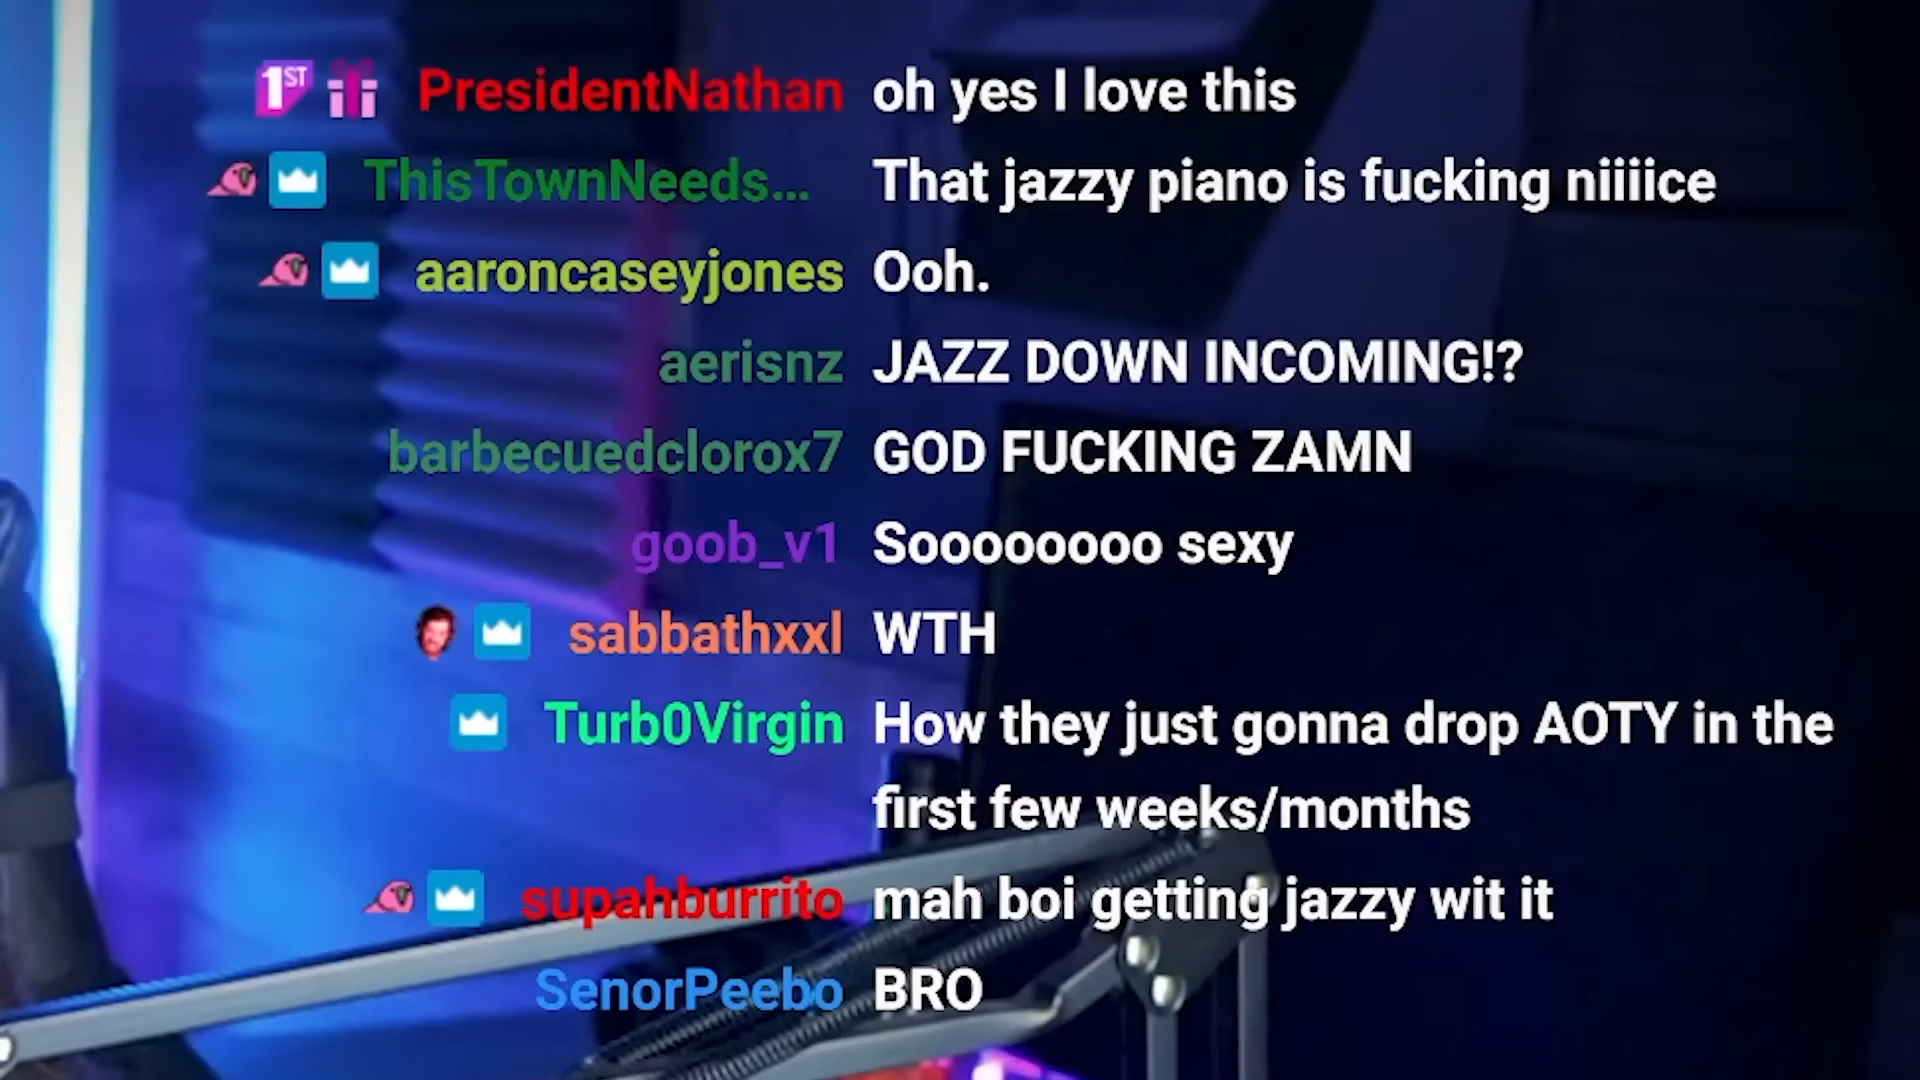 1ST PresidentNathan oh yes I love this
ThisTownNeeds... That jazzy piano is fucking niiiice
aaroncaseyjones Ooh.
aerisnz JAZZ DOWN INCOMING!?
barbecuedclorox7 GOD FUCKING ZAMN
goob_v1 Soooooooo sexy
sabbathxxl WTH
Turb0Virgin How they just gonna drop AOTY in the
first few weeks/months
supahburrito mah boi getting jazzy wit it
SenorPeebo BRO